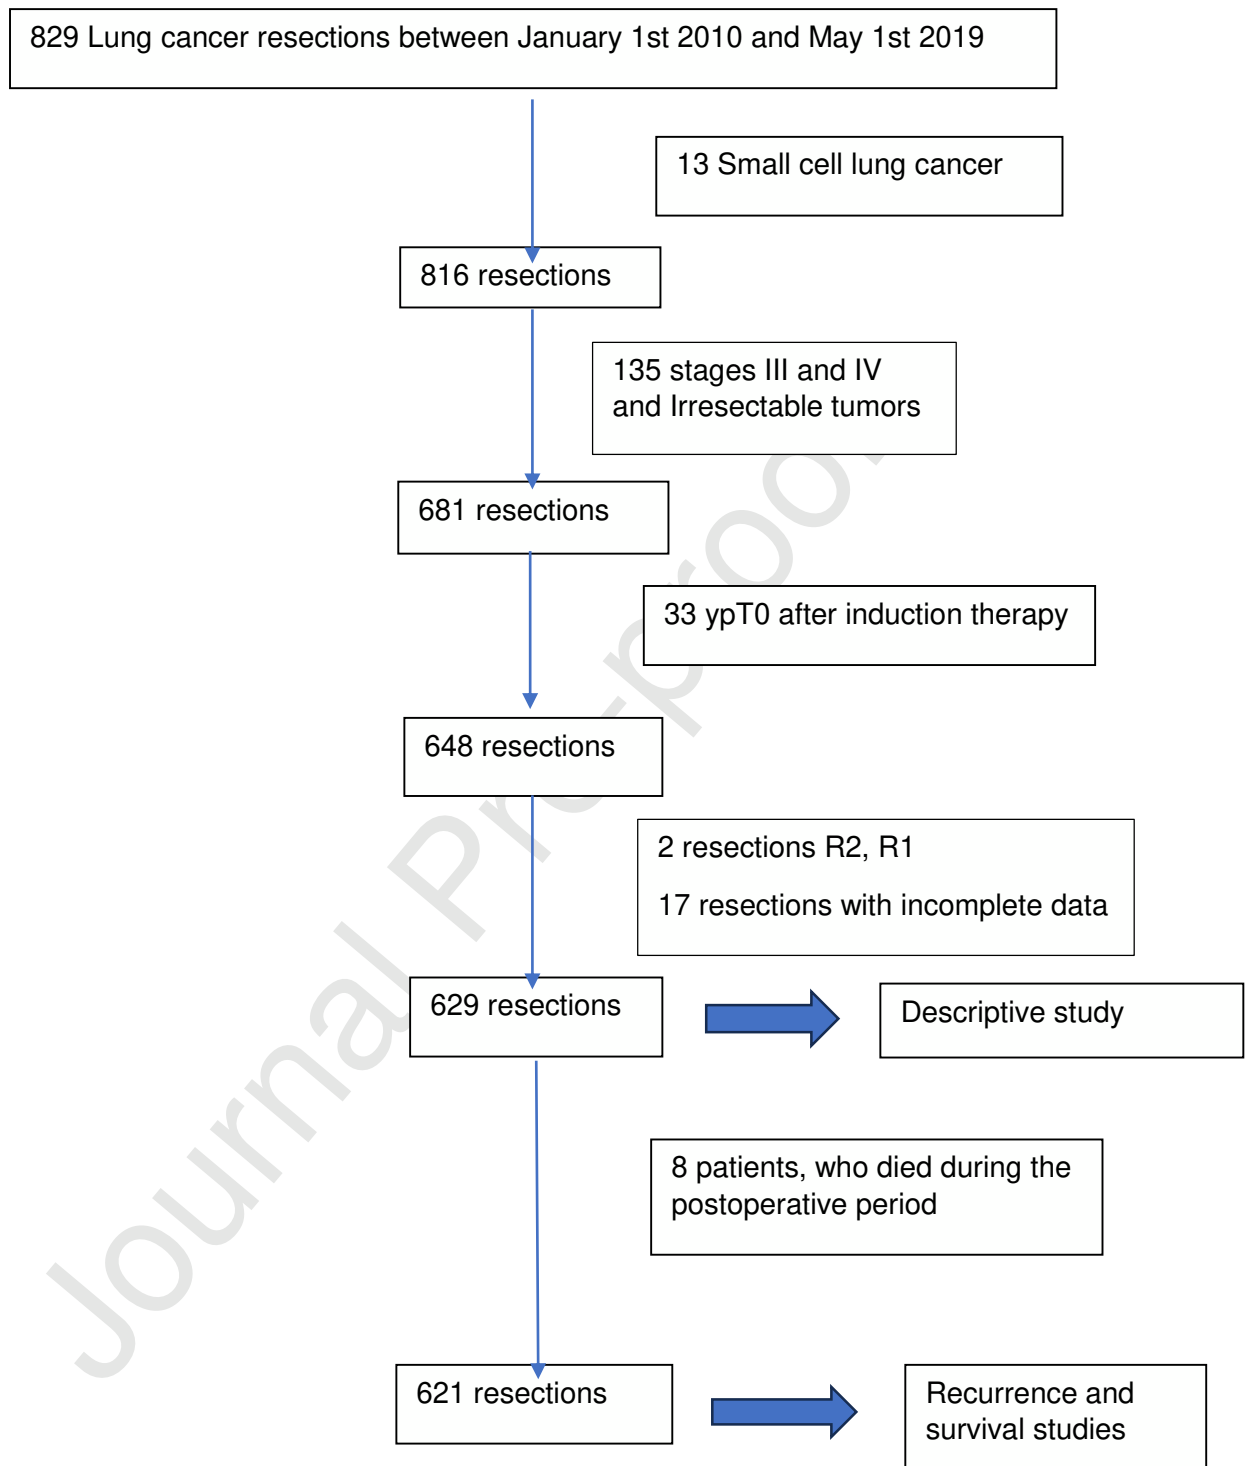 829 Lung cancer resections between January 1st 2010 and May 1st 2019
13 Small cell lung cancer
816 resections
135 stages III and IV
and Irresectable tumors
681 resections
33 ypT0 after induction therapy
648 resections
2 resections R2, R1
17 resections with incomplete data
629 resections
Descriptive study
8 patients, who died during the
postoperative period
621 resections
Recurrence and
survival studies
Journal Pre-proof